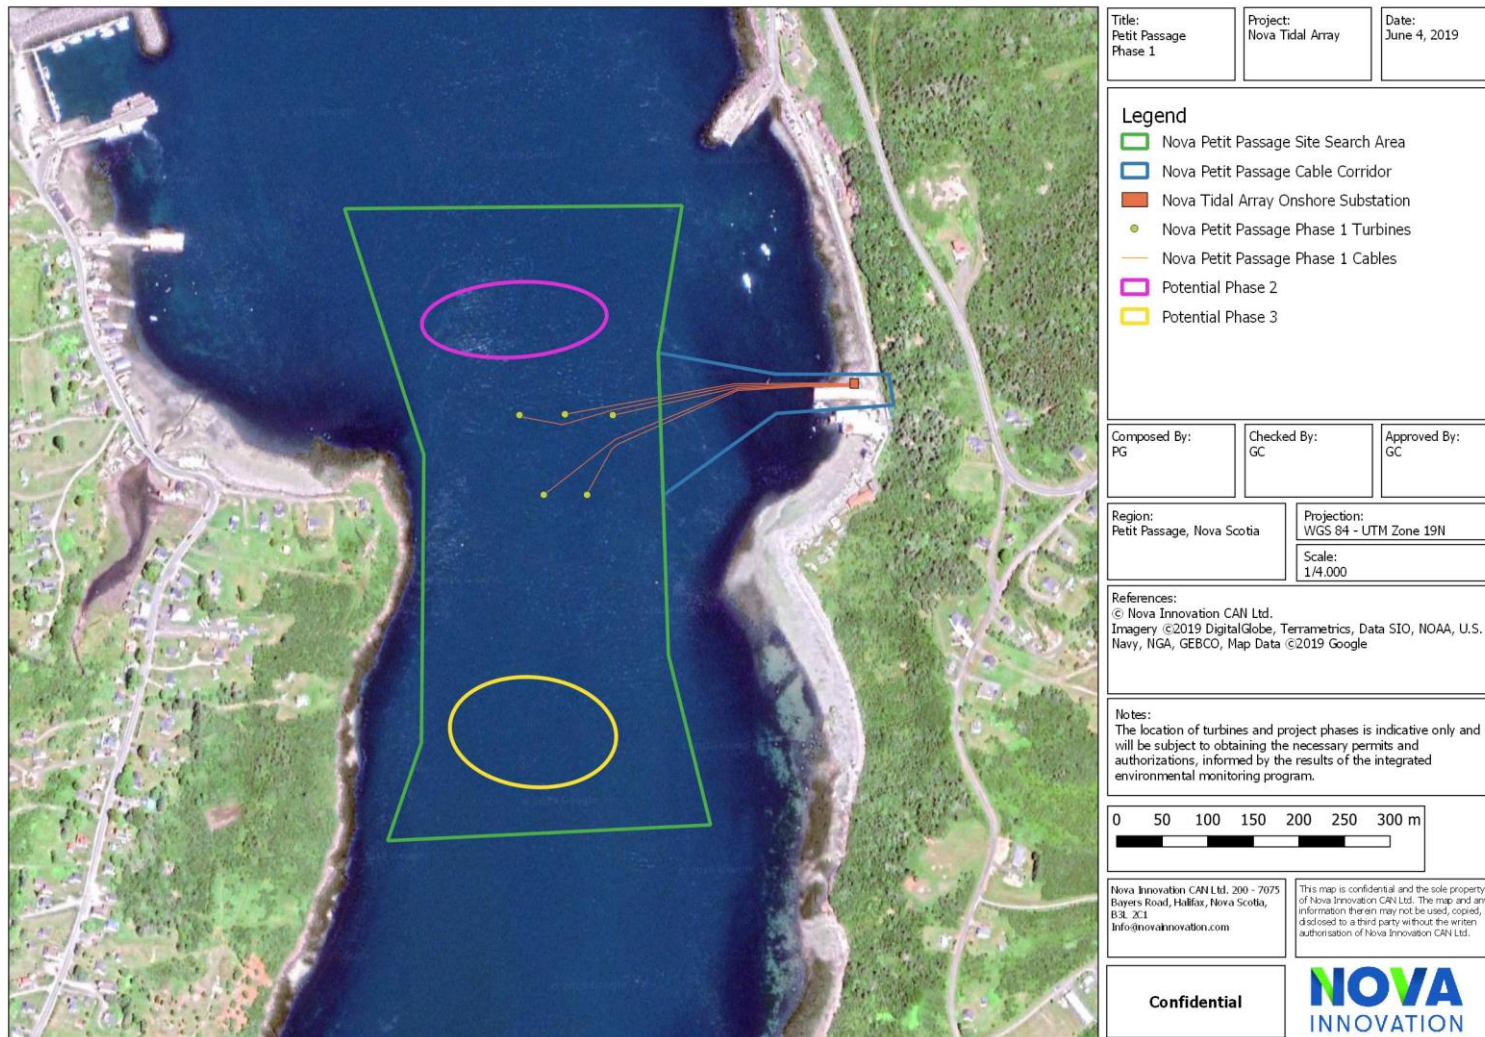 Title:
Petit Passage
Phase 1
Project:
Nova Tidal Array
Date:
June 4, 2019
Legend
Nova Petit Passage Site Search Area
Nova Petit Passage Cable Corridor
Nova Tidal Array Onshore Substation
Nova Petit Passage Phase 1 Turbines
Nova Petit Passage Phase 1 Cables
Potential Phase 2
Potential Phase 3
Composed By:
PG
Checked By:
GC
Approved By:
GC
Region:
Petit Passage, Nova Scotia
Projection:
WGS 84 - UTM Zone 19N
Scale:
1/4.000
References:
© Nova Innovation CAN Ltd.
Imagery ©2019 DigitalGlobe, Terrametrics, Data SIO, NOAA, U.S.
Navy, NGA, GEBCO, Map Data ©2019 Google
Notes:
The location of turbines and project phases is indicative only and
will be subject to obtaining the necessary permits and
authorizations, informed by the results of the integrated
environmental monitoring program.
0 50 100 150 200 250 300 m
Nova Innovation CAN Ltd. 200 - 7075
Bayers Road, Halifax, Nova Scotia,
B3L 2C1
Info@novainnovation.com
This map is confidential and the sole property
of Nova Innovation CAN Ltd. The map and any
information therein may not be used, copied,
disclosed to a third party without the writen
authorisation of Nova Innovation CAN Ltd.
Confidential
NOVA
INNOVATION